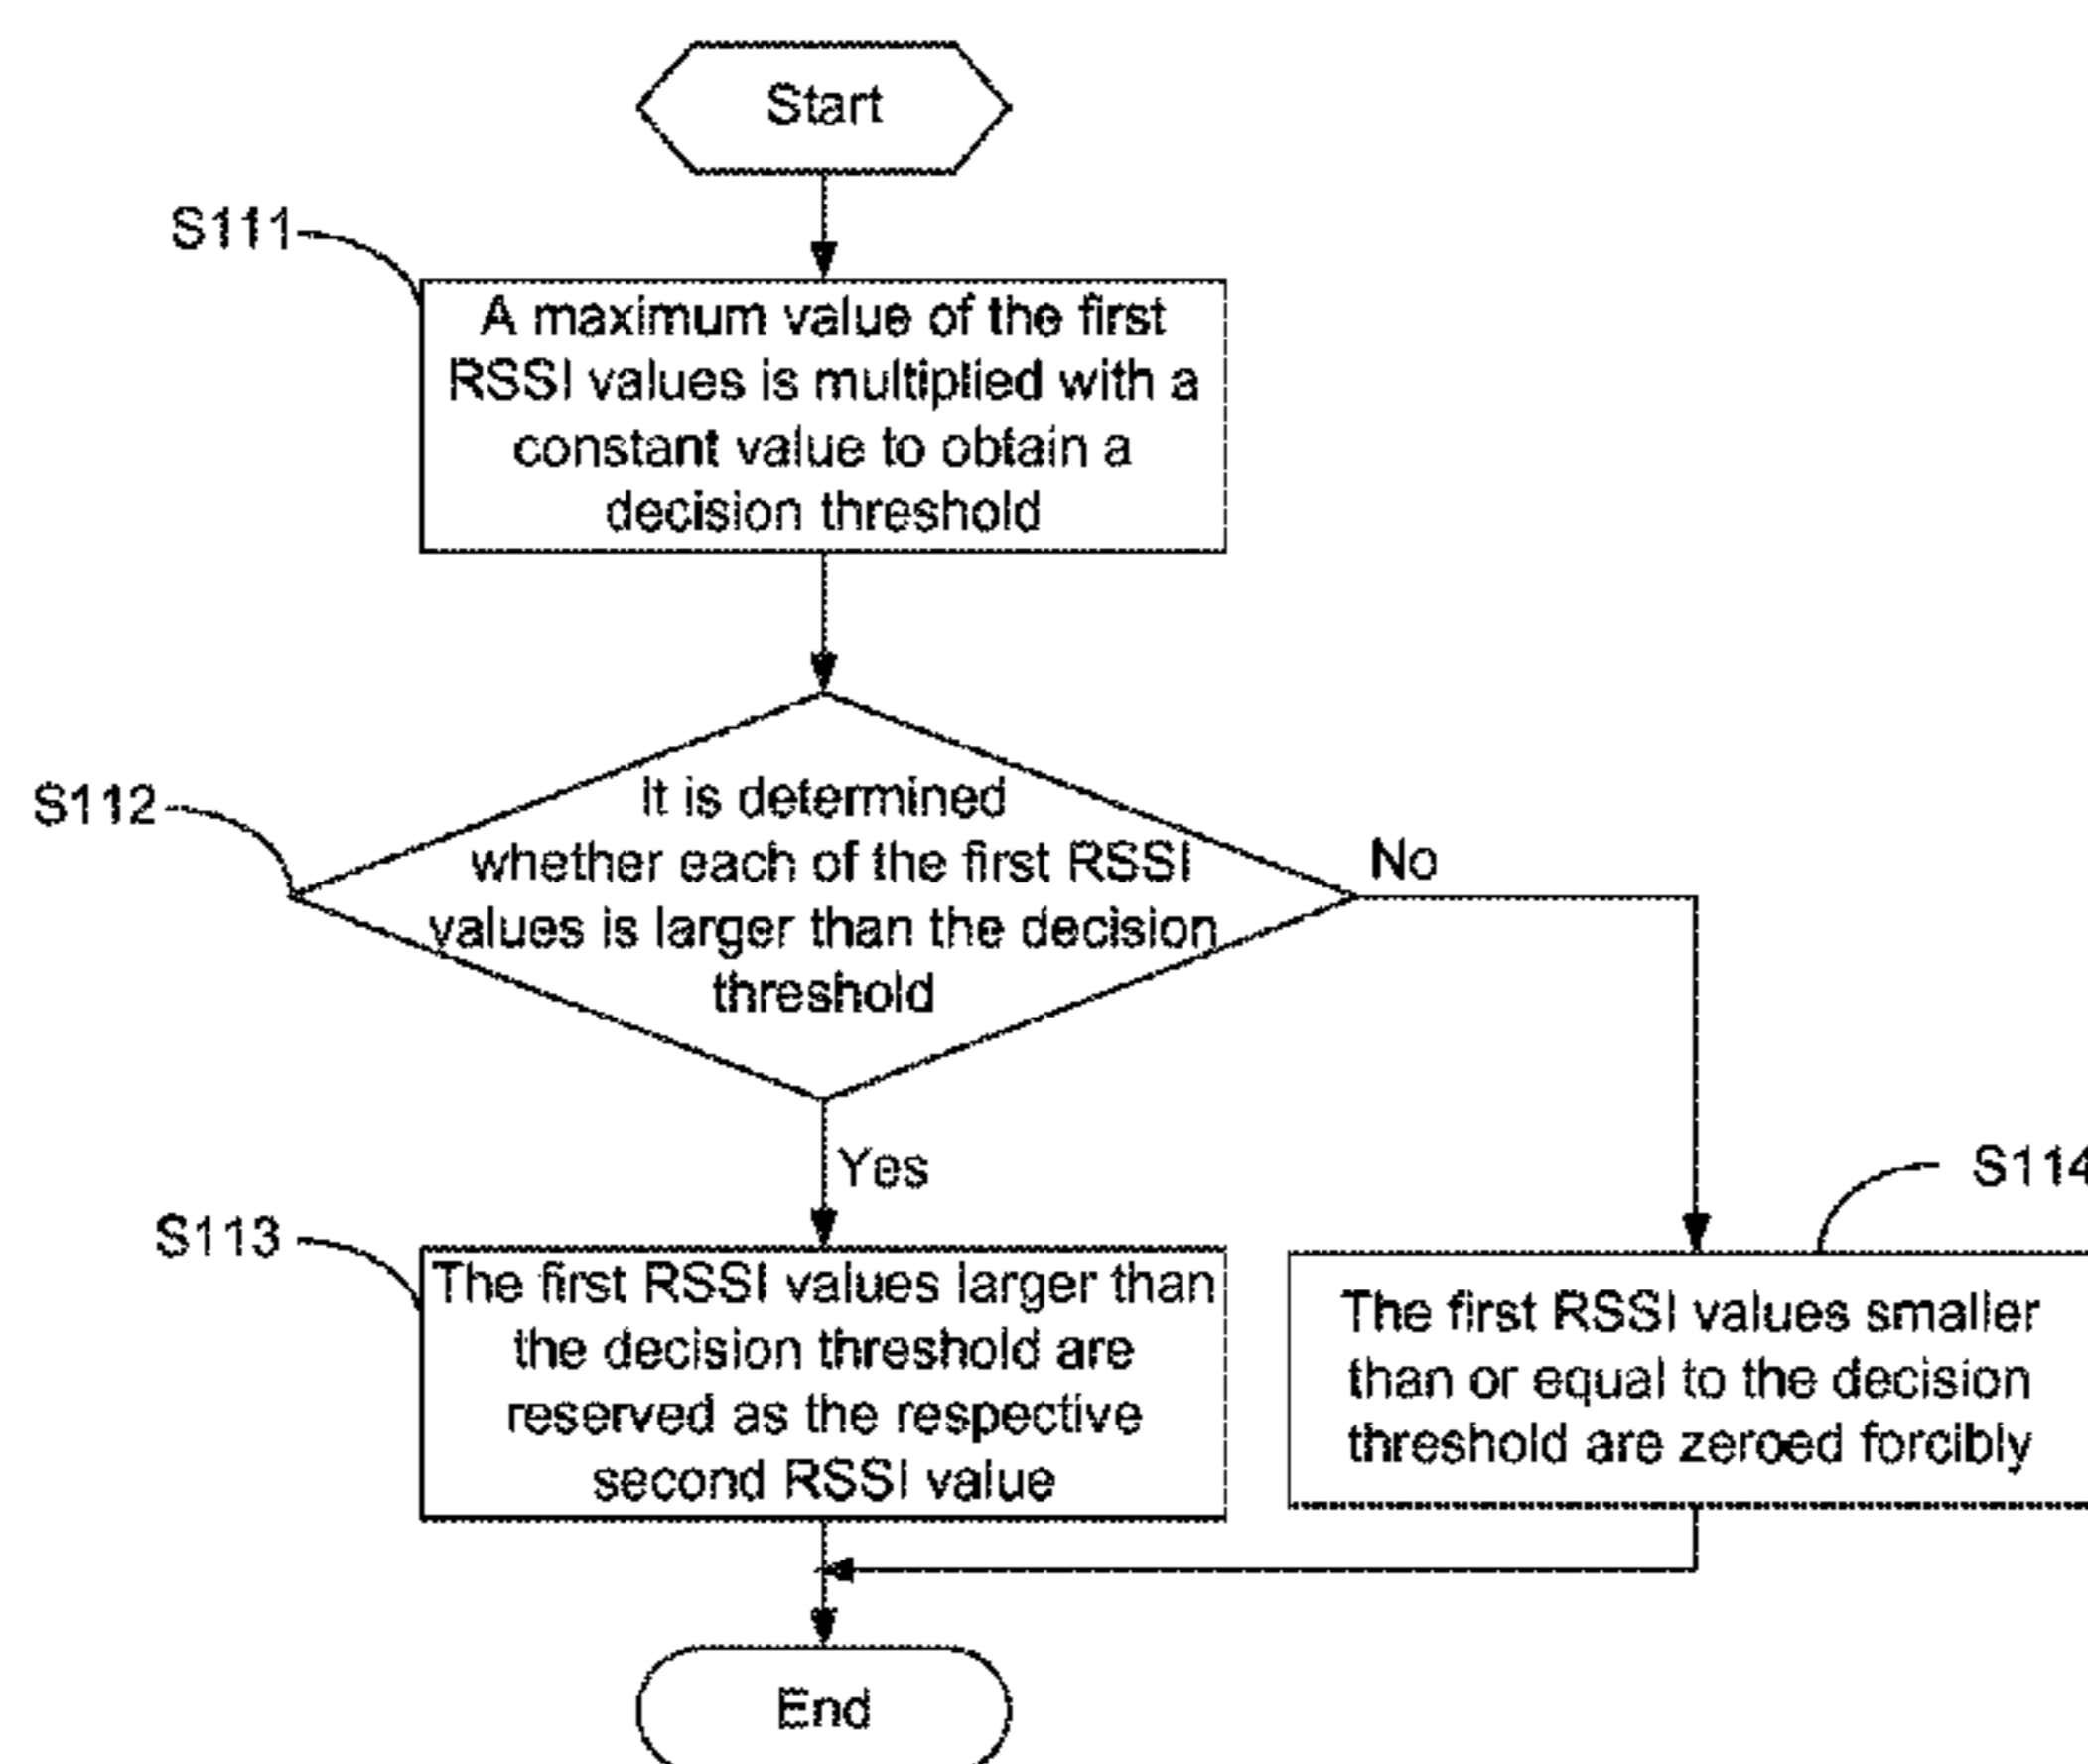 Start
S111
A maximum value of the first
RSSI values is multiplied with a
constant value to obtain a
decision threshold
S112
It is determined
whether each of the first RSSI
values is larger than the decision
threshold
No
Yes
S113
The first RSSI values larger than
the decision threshold are
reserved as the respective
second RSSI value
S114
The first RSSI values smaller
than or equal to the decision
threshold are zeroed forcibly
End